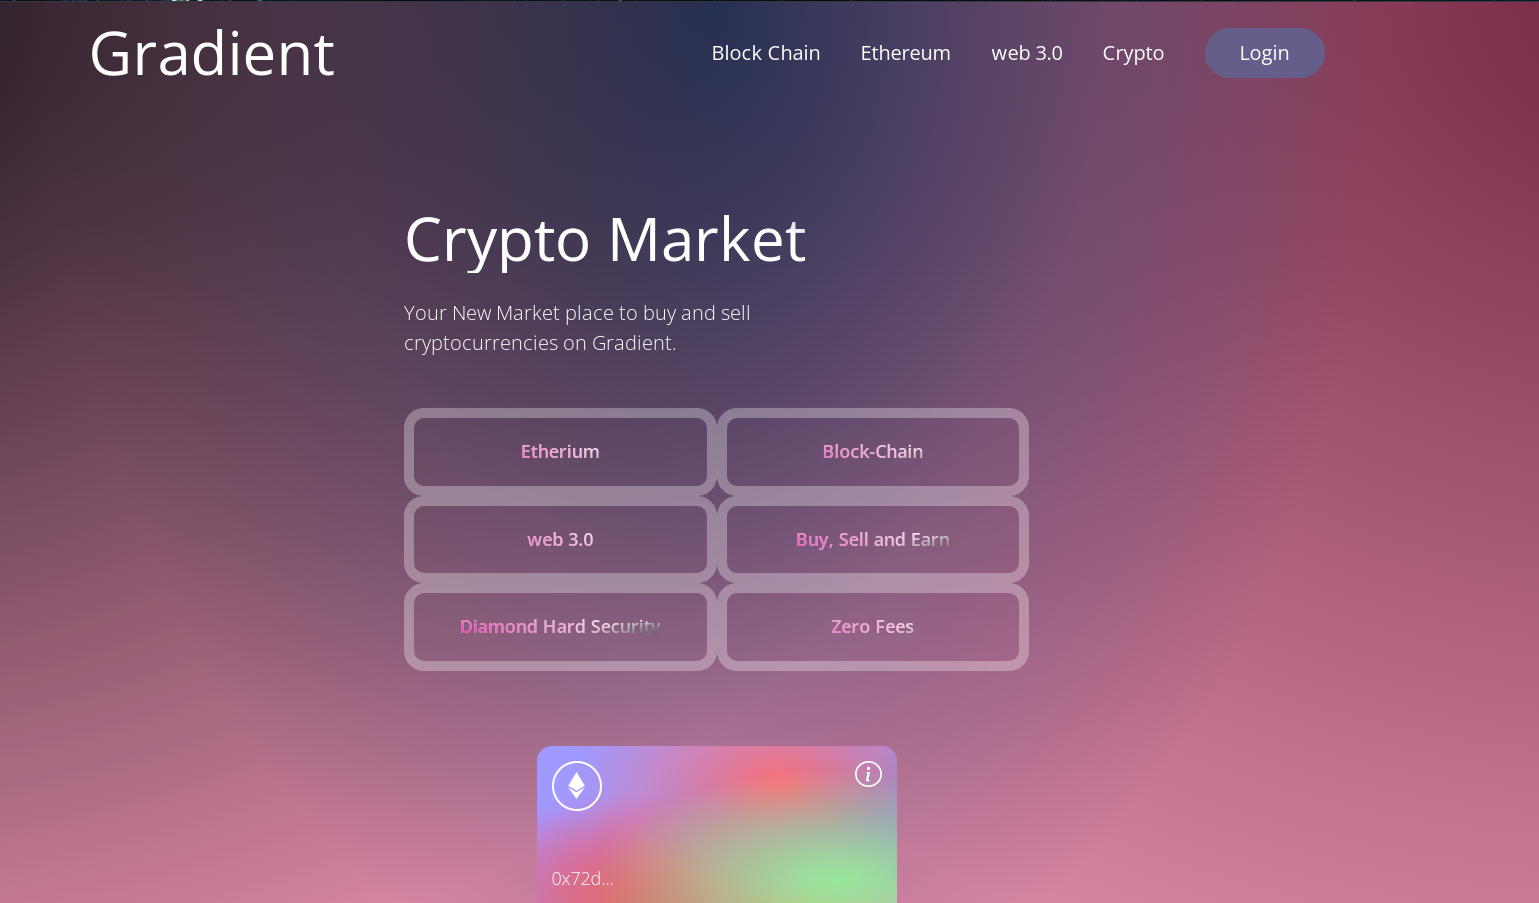 Gradient
Block Chain
Ethereum
web 3.0
Crypto
Login
Crypto Market
Your New Market place to buy and sell
cryptocurrencies on Gradient.
Etherium
Block-Chain
web 3.0
Buy, Sell and Earn
Diamond Hard Security
Zero Fees
i
0x72d...